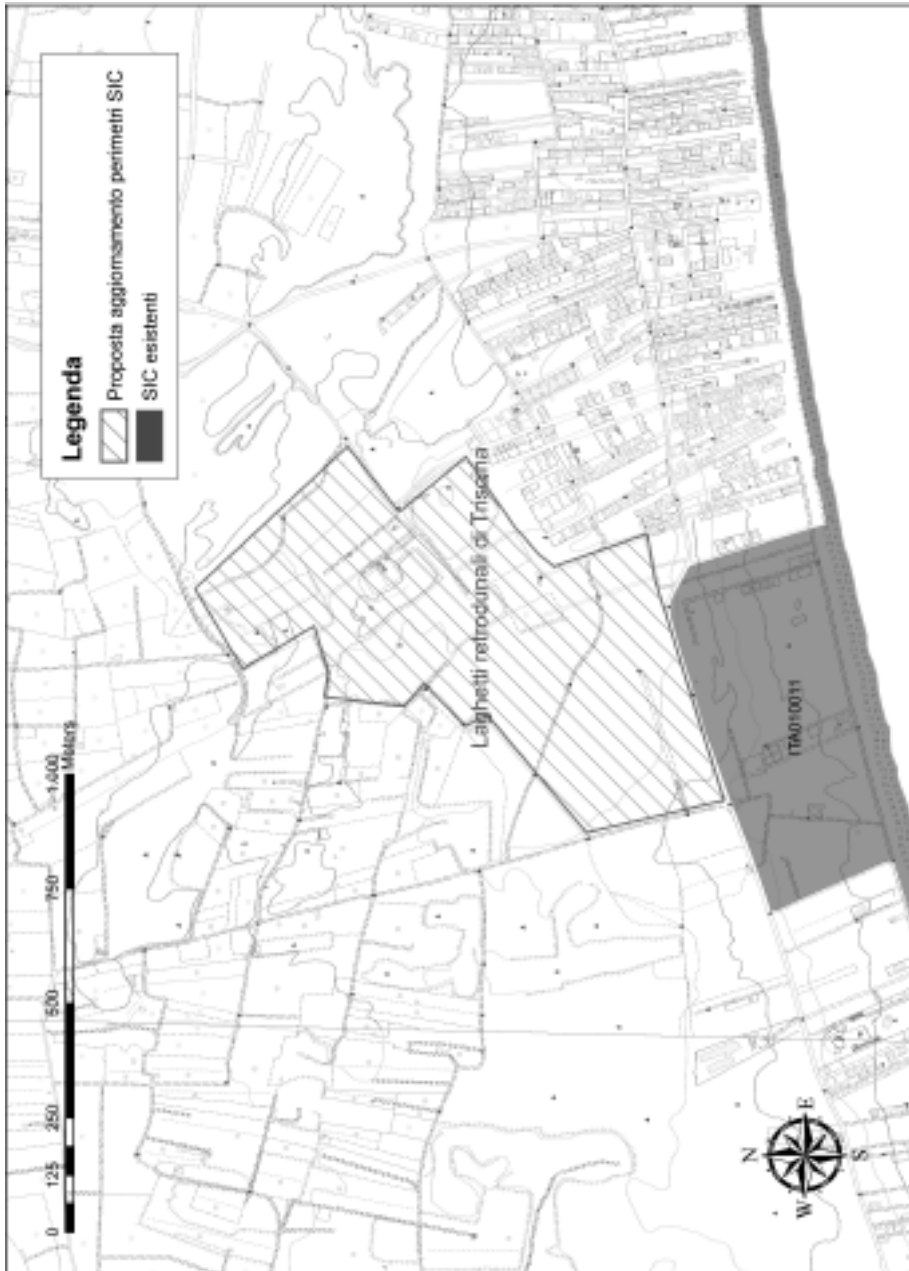 Legenda
Proposta aggiornamento perimetri SIC
SIC esistenti
Laghetti retrodunali di Triscina
ITA010011
0 125 250 500 750 1.000
Meters
N
W E
S